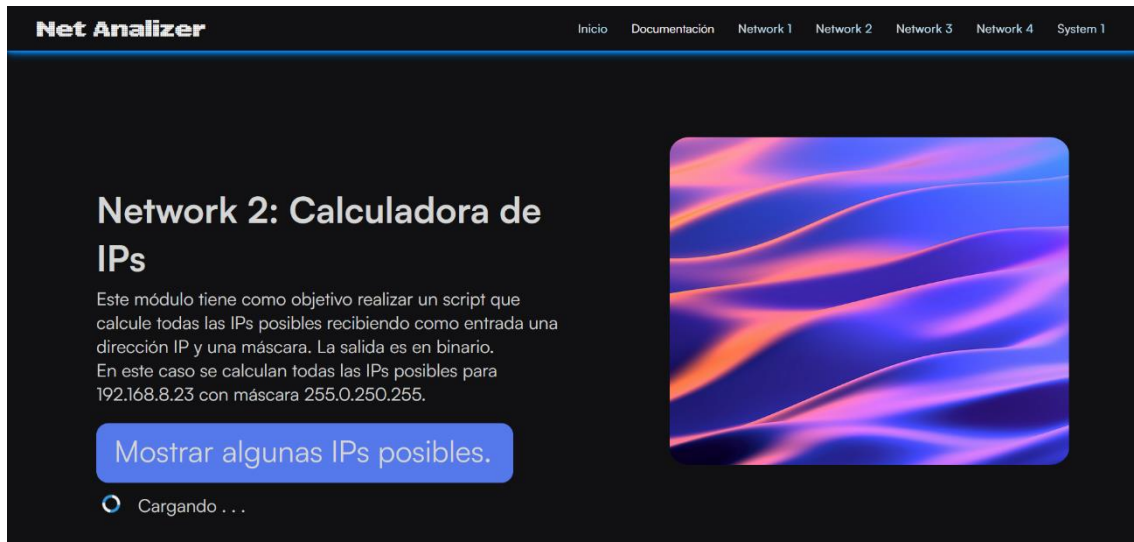 Net Analizer
Inicio Documentación Network 1 Network 2 Network 3 Network 4 System 1
Network 2: Calculadora de
IPs
Este módulo tiene como objetivo realizar un script que
calcule todas las IPs posibles recibiendo como entrada una
dirección IP y una máscara. La salida es en binario.
En este caso se calculan todas las IPs posibles para
192.168.8.23 con máscara 255.0.250.255.
Mostrar algunas IPs posibles.
Cargando . . .